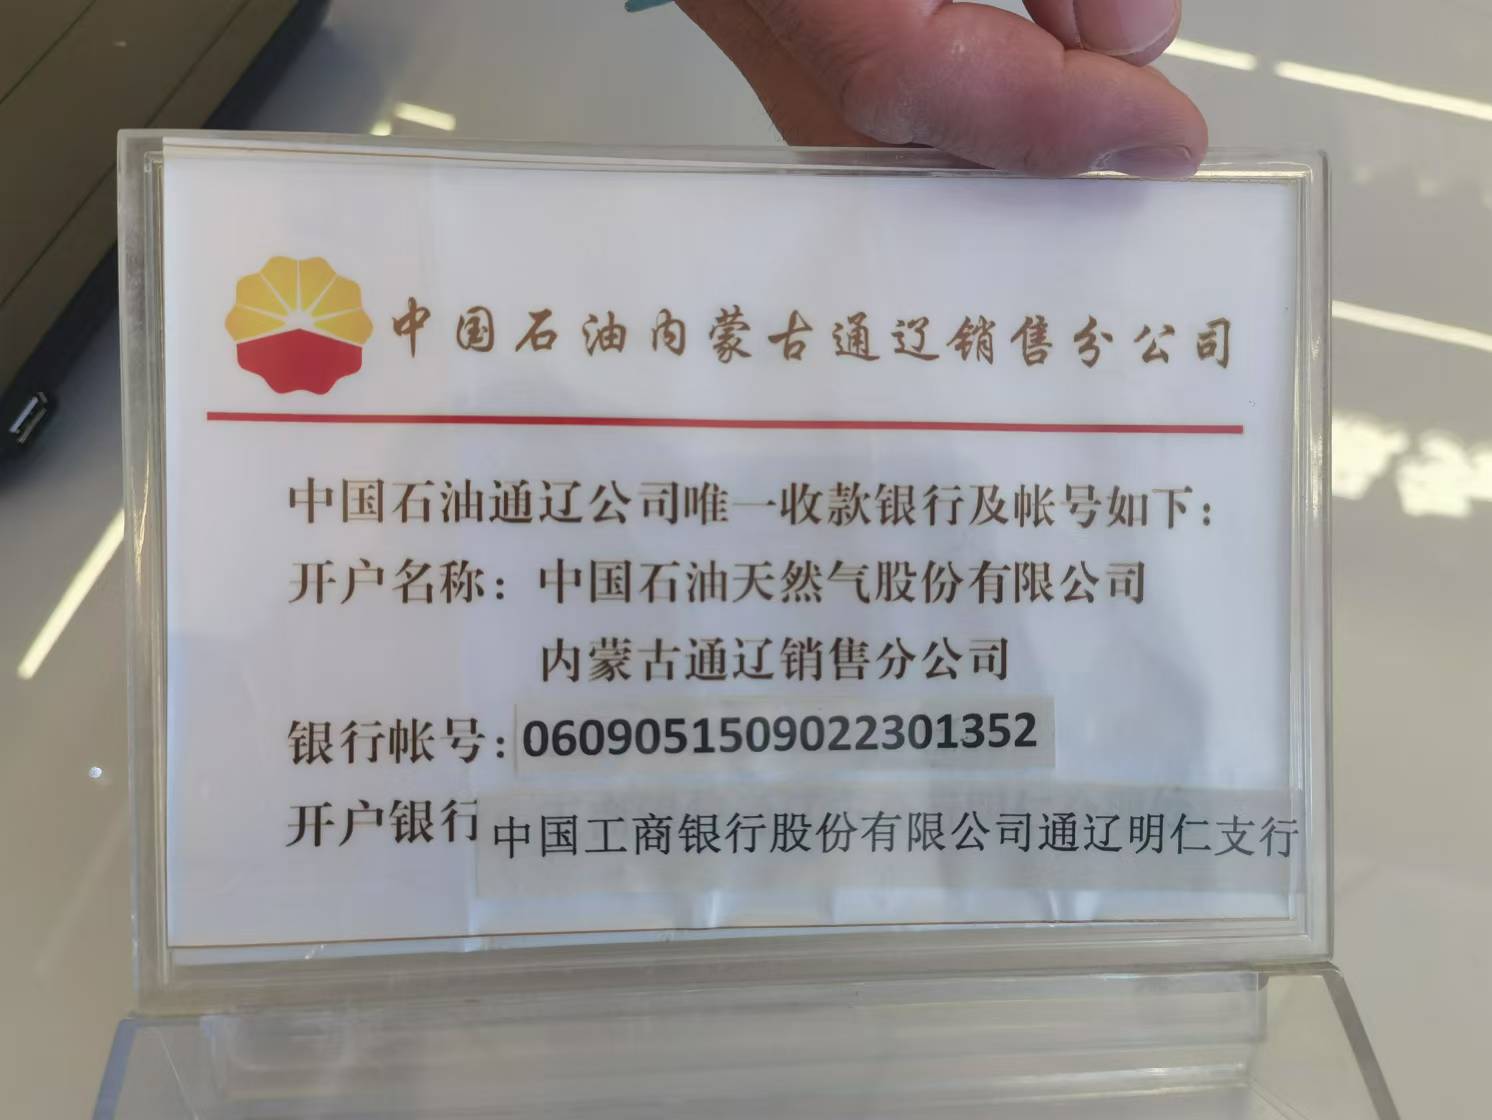 中国石油内蒙古通辽销售分公司
中国石油通辽公司唯一收款银行及帐号如下：
开户名称：中国石油天然气股份有限公司
内蒙古通辽销售分公司
银行帐号：0609051509022301352
开户银行 中国工商银行股份有限公司通辽明仁支行